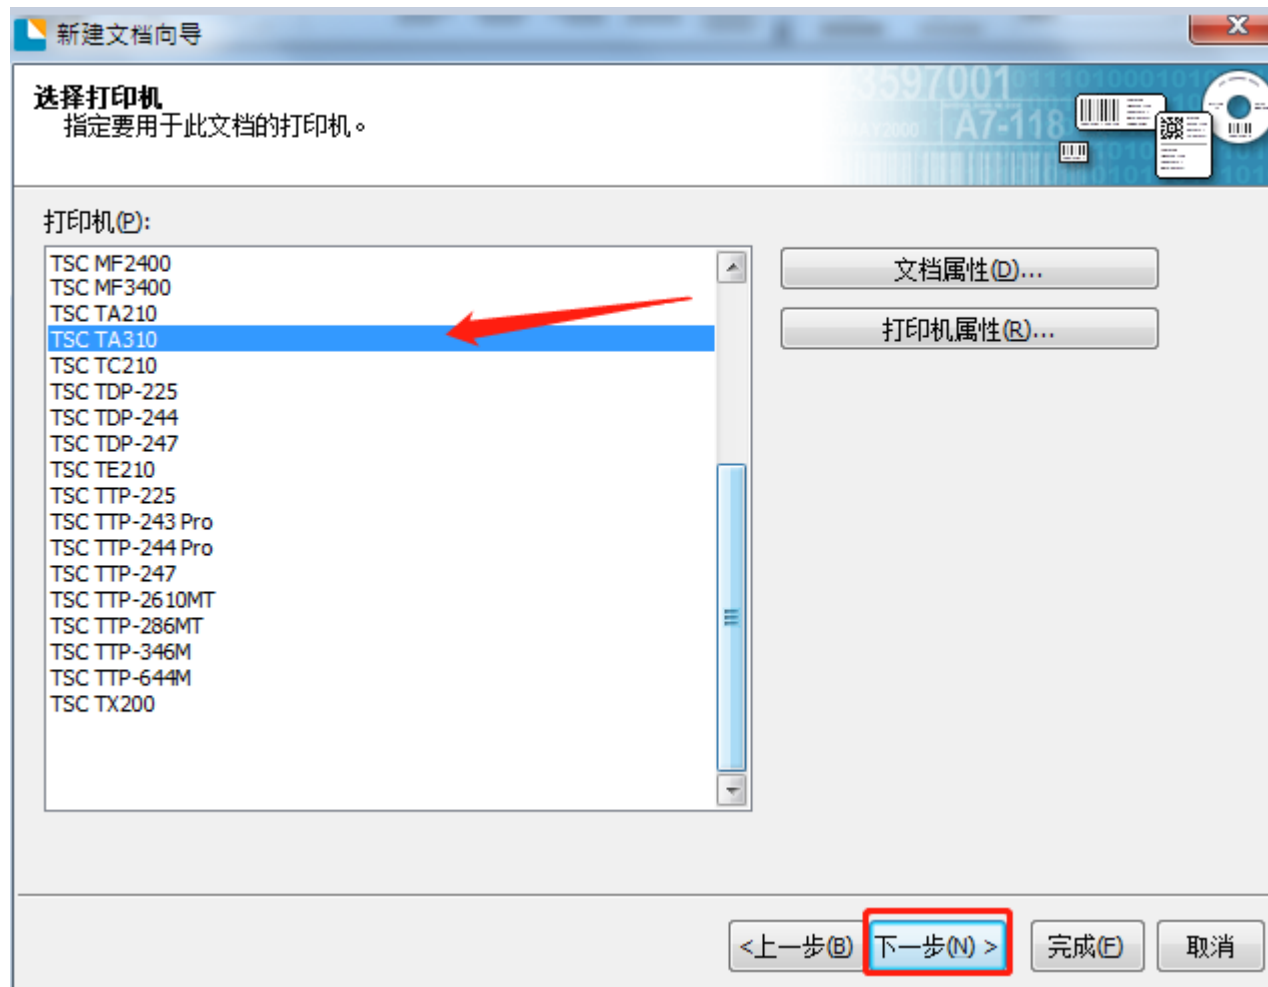 新建文档向导
选择打印机
指定要用于此文档的打印机。
3597001
A7-118
打印机(P):
TSC MF2400
TSC MF3400
TSC TA210
TSC TA310
TSC TC210
TSC TDP-225
TSC TDP-244
TSC TDP-247
TSC TE210
TSC TTP-225
TSC TTP-243 Pro
TSC TTP-244 Pro
TSC TTP-247
TSC TTP-2610MT
TSC TTP-286MT
TSC TTP-346M
TSC TTP-644M
TSC TX200
文档属性(D)...
打印机属性(R)...
<上一步(B)
下一步(N) >
完成(F)
取消